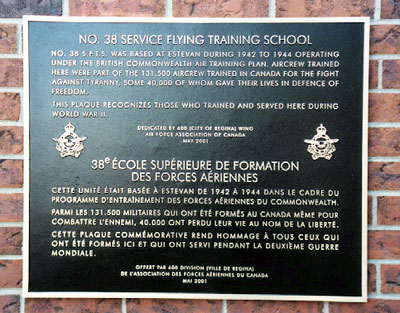 NO. 38 SERVICE FLYING TRAINING SCHOOL
NO. 38 S.F.T.S. WAS BASED AT ESTEVAN DURING 1942 TO 1944 OPERATING
UNDER THE BRITISH COMMONWEALTH AIR TRAINING PLAN. AIRCREW TRAINED
HERE WERE PART OF THE 131,500 AIRCREW TRAINED IN CANADA FOR THE FIGHT
AGAINST TYRANNY, SOME 40,000 OF WHOM GAVE THEIR LIVES IN DEFENCE OF
FREEDOM.
THIS PLAQUE RECOGNIZES THOSE WHO TRAINED AND SERVED HERE DURING
WORLD WAR II.
DEDICATED BY 600 (CITY OF REGINA) WING
AIR FORCE ASSOCIATION OF CANADA
MAY 2001
38e ÉCOLE SUPÉRIEURE DE FORMATION
DES FORCES AÉRIENNES
CETTE UNITÉ ÉTAIT BASÉE À ESTEVAN DE 1942 À 1944 DANS LE CADRE DU
PROGRAMME D'ENTRAÎNEMENT DES FORCES AÉRIENNES DU COMMONWEALTH.
PARMI LES 131.500 MILITAIRES QUI ONT ÉTÉ FORMÉS AU CANADA MÊME POUR
COMBATTRE L'ENNEMI, 40.000 ONT PERDU LEUR VIE AU NOM DE LA LIBERTÉ.
CETTE PLAQUE COMMÉMORATIVE REND HOMMAGE À TOUS CEUX QUI
ONT ÉTÉ FORMÉS ICI ET QUI ONT SERVI PENDANT LA DEUXIÈME GUERRE
MONDIALE.
OFFERT PAR 600 DIVISION (VILLE DE REGINA)
DE L'ASSOCIATION DES FORCES AÉRIENNES DU CANADA
MAI 2001